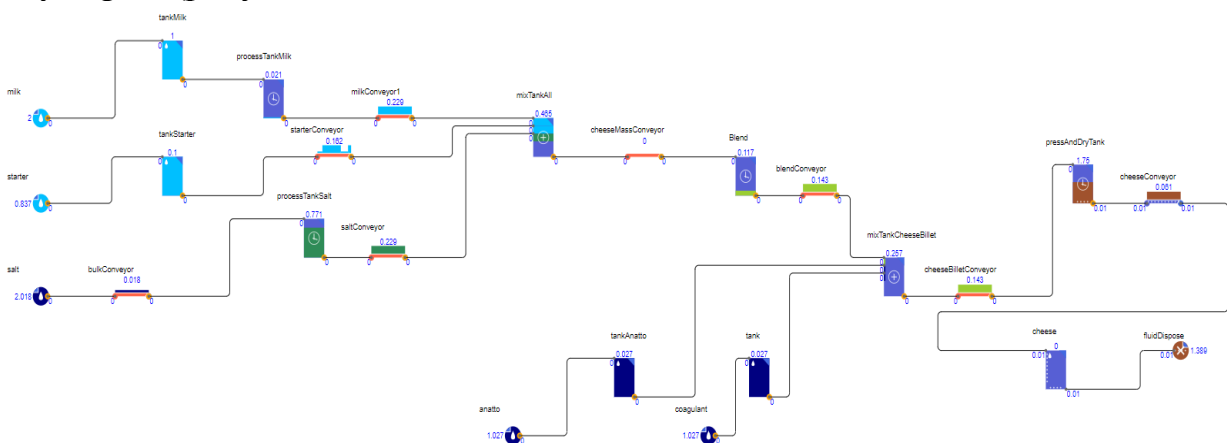 tankMilk
1
0
0
processTankMilk
0.021
0
0
milk
2
0
milkConveyor1
0.229
0
0
mixTankAll
0.465
0
0
0
0
starterConveyor
0.162
0
0
cheeseMassConveyor
0
0
0
tankStarter
0.1
0
0
Blend
0.117
0
0
pressAndDryTank
1.75
0
0.01
cheeseConveyor
0.061
0.01
0.01
blendConveyor
0.143
0
0
starter
0.837
0
processTankSalt
0.771
0
0
saltConveyor
0.229
0
0
mixTankCheeseBillet
0.257
0
0
0
0
salt
2.018
0
bulkConveyor
0.018
0
0
cheeseBilletConveyor
0.143
0
0
tankAnatto
0.027
0
0
tank
0.027
0
0
cheese
0
0.01
0.01
fluidDispose
0.01
1.389
anatto
1.027
0
coagulant
1.027
0